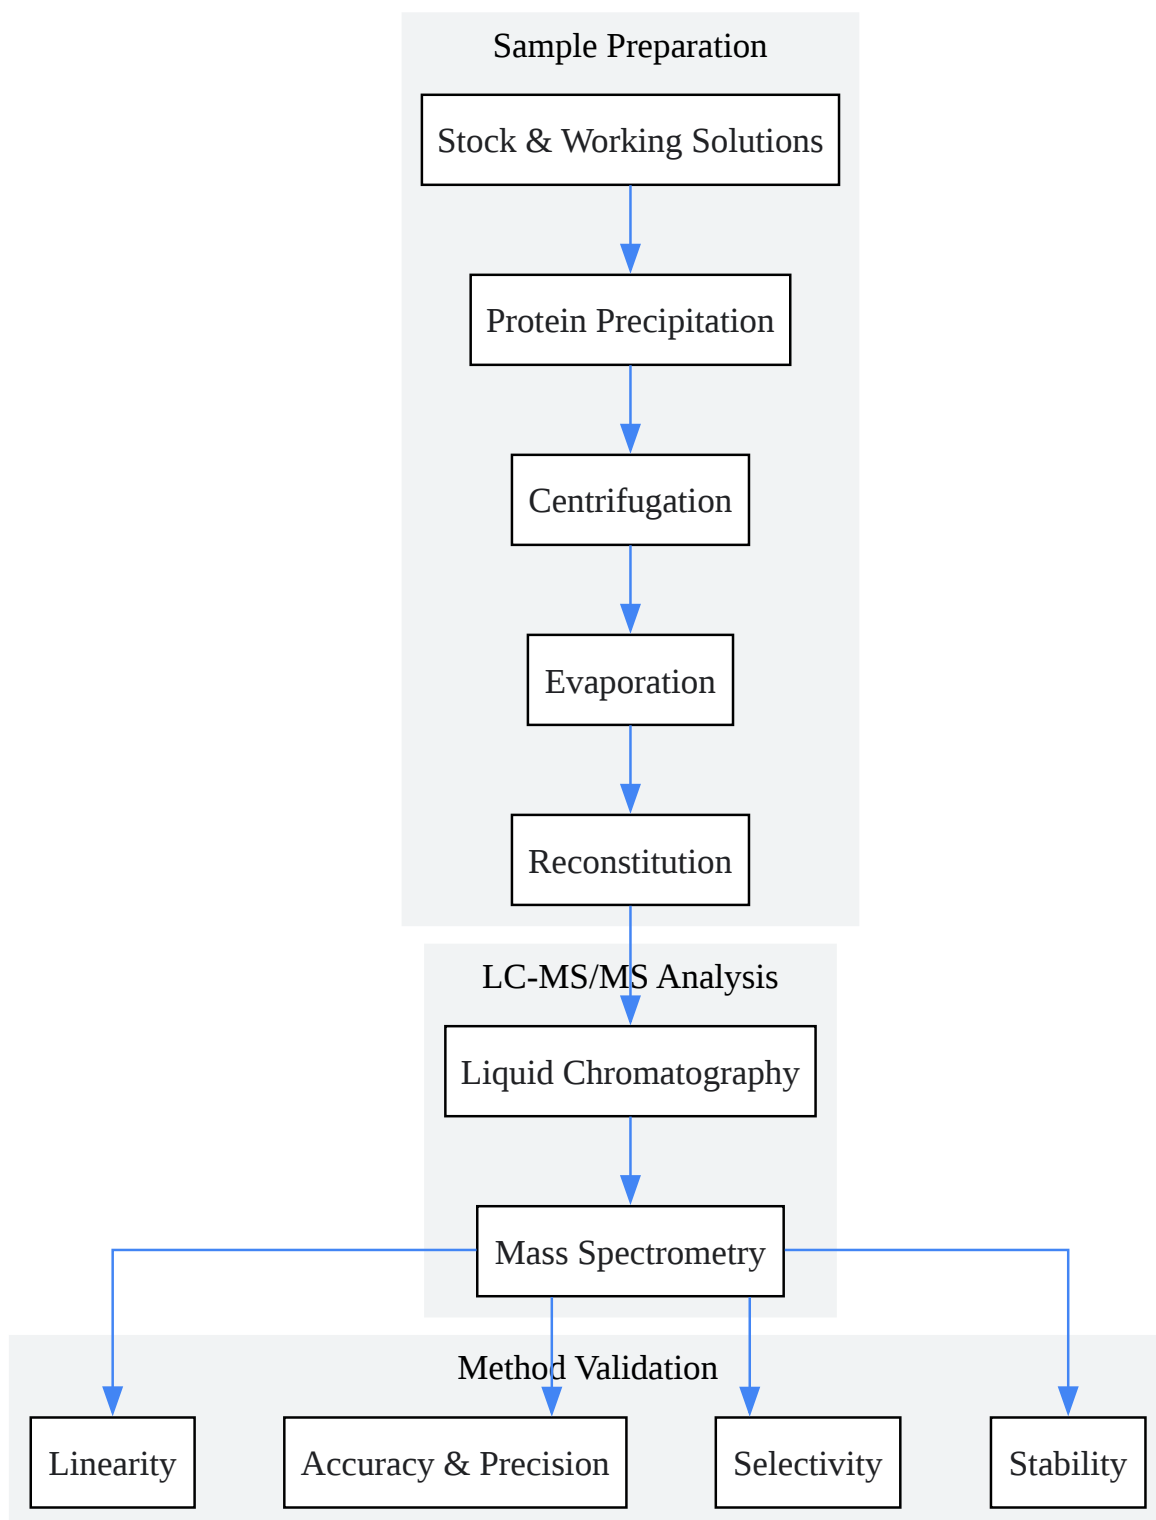 Sample Preparation
Stock & Working Solutions
Protein Precipitation
Centrifugation
Evaporation
Reconstitution
LC-MS/MS Analysis
Liquid Chromatography
Mass Spectrometry
Method Validation
Linearity
Accuracy & Precision
Selectivity
Stability